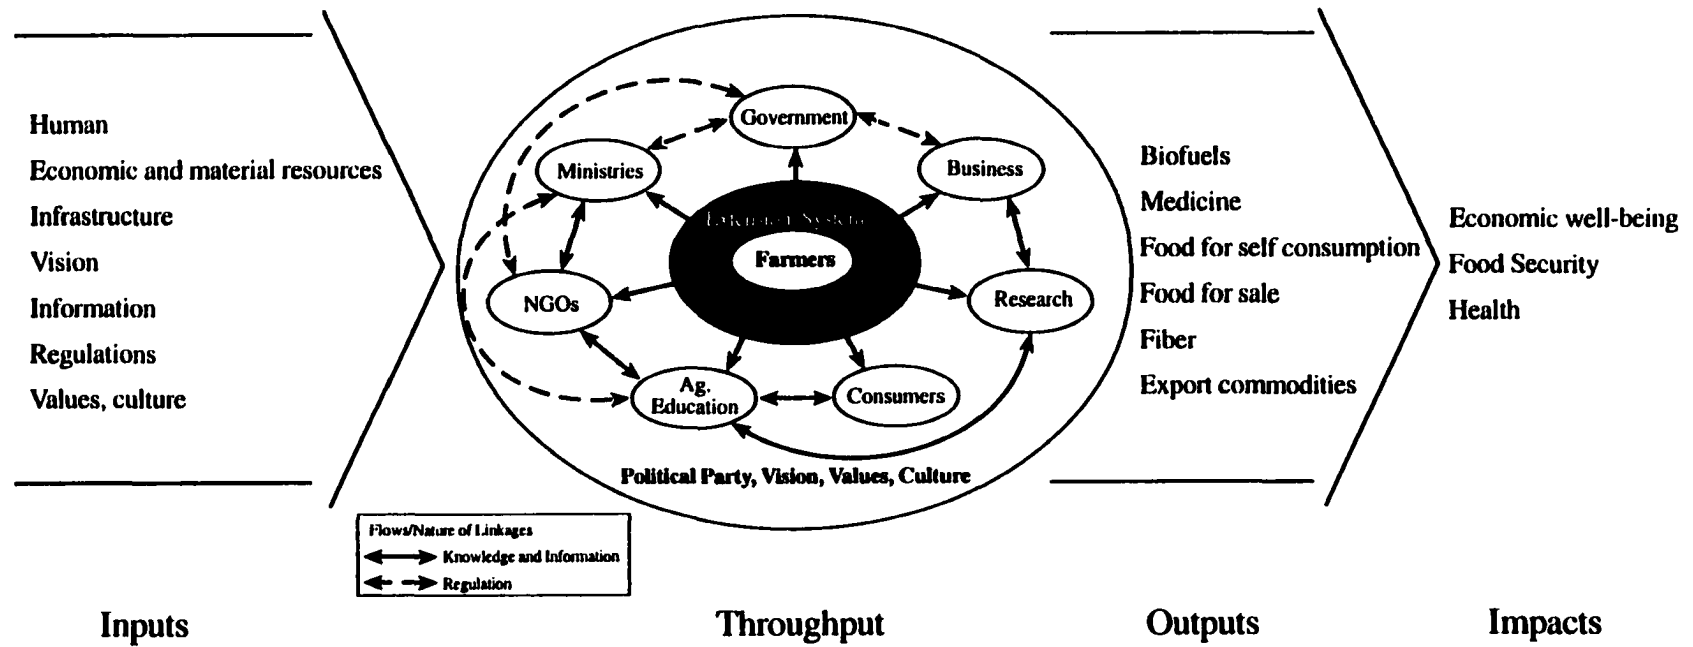 Human
Economic and material resources
Infrastructure
Vision
Information
Regulations
Values, culture
Government
Ministries
Business
Extension System
Farmers
NGOs
Research
Ag.
Education
Consumers
Political Party, Vision, Values, Culture
Biofuels
Medicine
Food for self consumption
Food for sale
Fiber
Export commodities
Economic well-being
Food Security
Health
Flows/Nature of Linkages
Knowledge and Information
Regulation
Inputs
Throughput
Outputs
Impacts